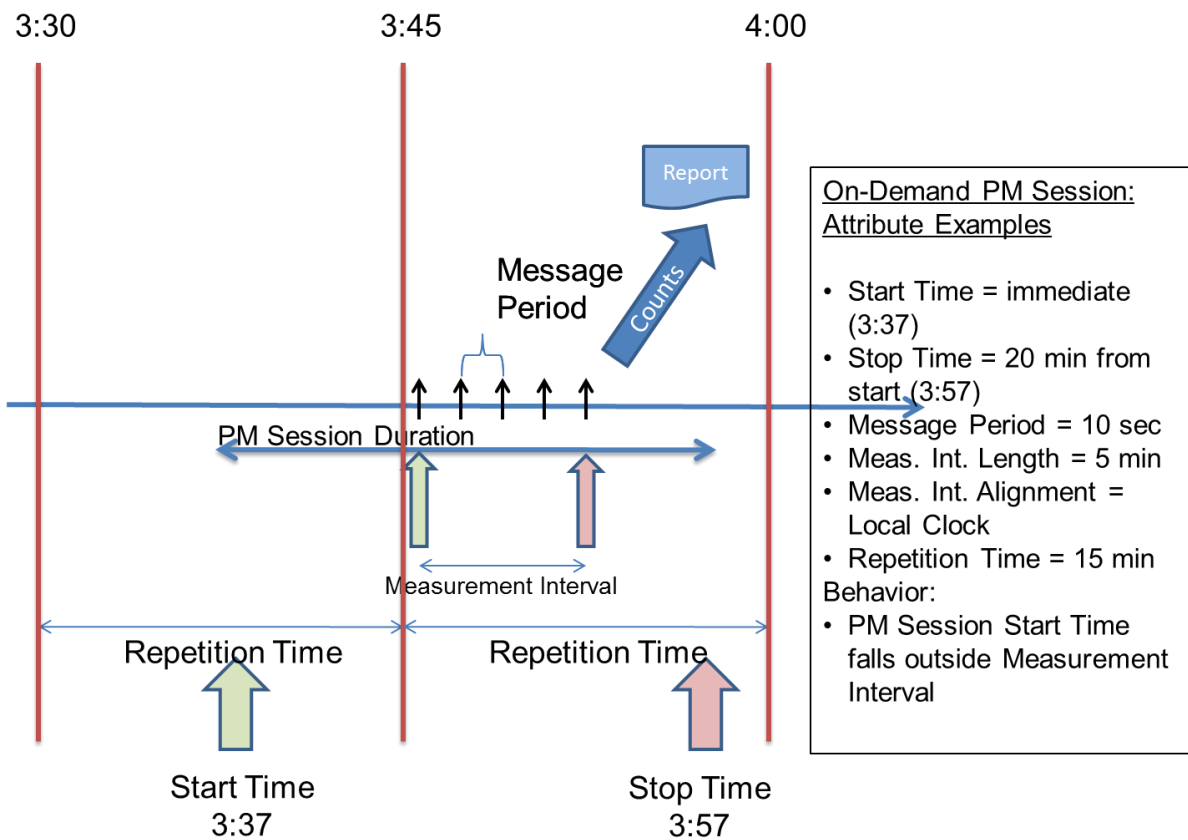 3:30
3:45
4:00
Report
Counts
Message
Period
PM Session Duration
Measurement Interval
Repetition Time
Repetition Time
Start Time
3:37
Stop Time
3:57
On-Demand PM Session:
Attribute Examples
• Start Time = immediate
(3:37)
• Stop Time = 20 min from
start (3:57)
• Message Period = 10 sec
• Meas. Int. Length = 5 min
• Meas. Int. Alignment =
Local Clock
• Repetition Time = 15 min
Behavior:
• PM Session Start Time
falls outside Measurement
Interval